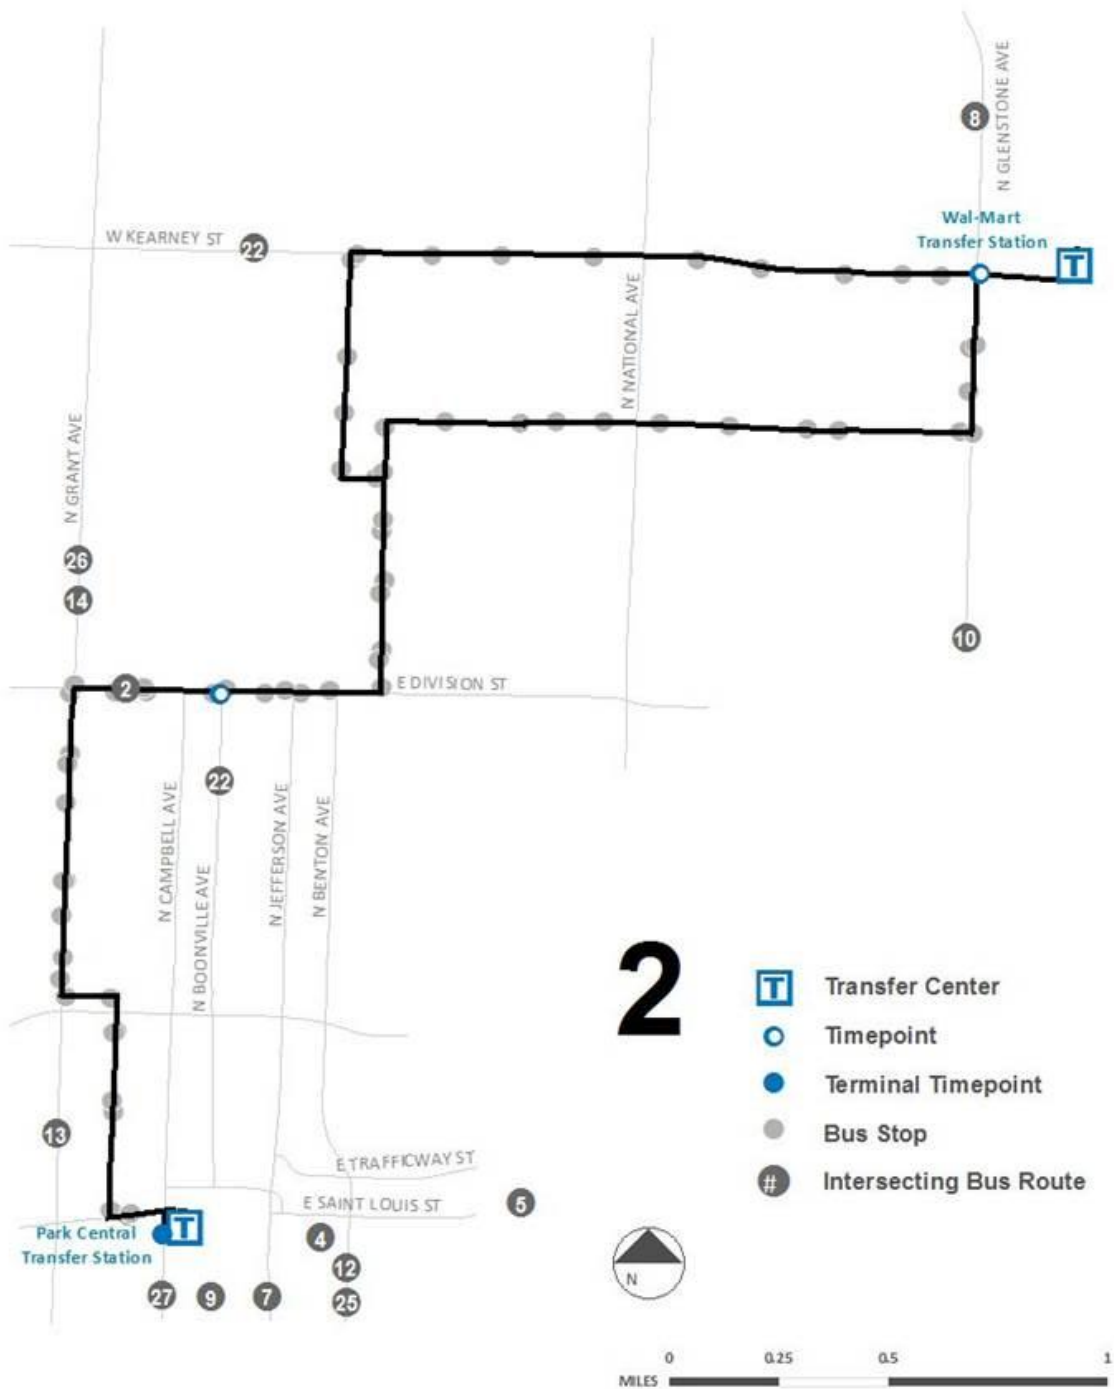 8
N GLENSTONE AVE
Wal-Mart
Transfer Station
T
W KEARNEY ST
22
N NATIONAL AVE
N GRANT AVE
26
14
10
2
E DIVISION ST
22
N CAMPBELL AVE
N BOONVILLE AVE
N JEFFERSON AVE
N BENTON AVE
2
T Transfer Center
Timepoint
Terminal Timepoint
Bus Stop
# Intersecting Bus Route
13
E TRAFFICWAY ST
E SAINT LOUIS ST
5
Park Central
Transfer Station
T
4
12
27
9
7
25
N
0 0.25 0.5 1
MILES